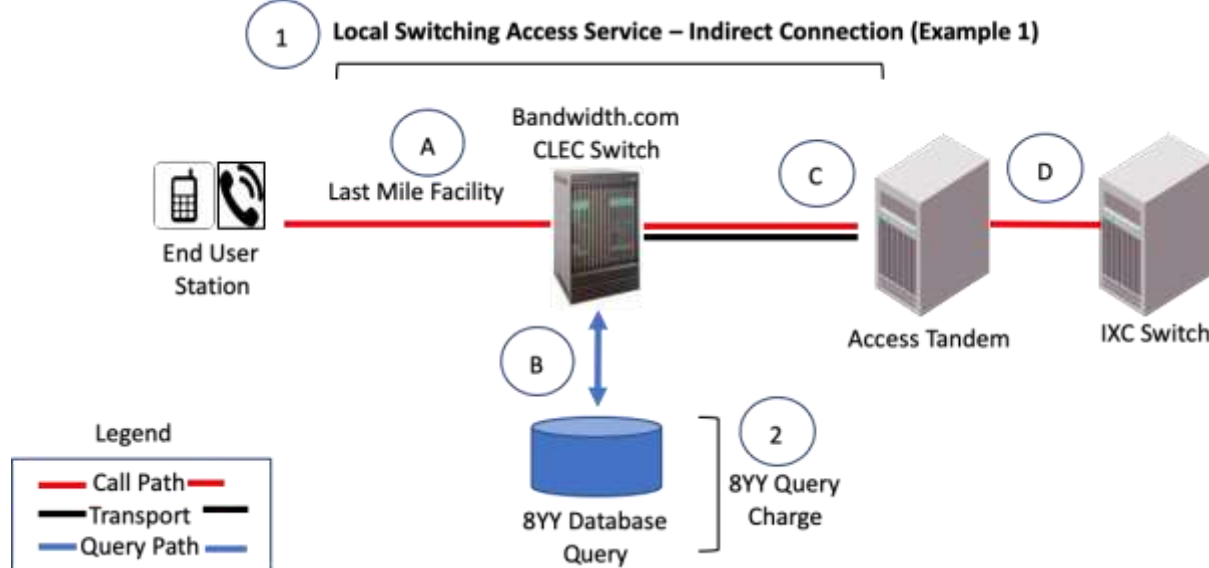 1
Local Switching Access Service – Indirect Connection (Example 1)
Bandwidth.com
CLEC Switch
A
C
D
Last Mile Facility
End User
Station
Access Tandem
IXC Switch
B
2
8YY Query
Charge
8YY Database
Query
Legend
Call Path
Transport
Query Path